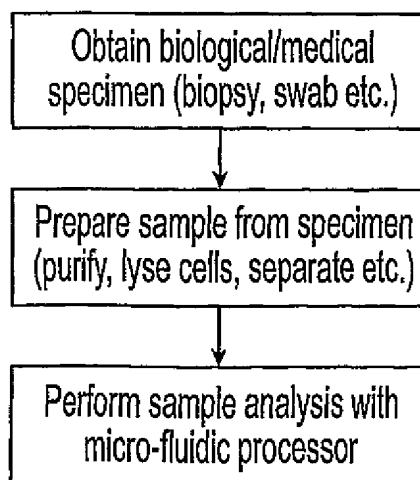 Obtain biological/medical
specimen (biopsy, swab etc.)
Prepare sample from specimen
(purify, lyse cells, separate etc.)
Perform sample analysis with
micro-fluidic processor